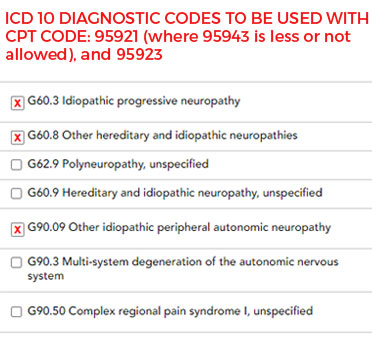 ICD 10 DIAGNOSTIC CODES TO BE USED WITH
CPT CODE: 95921 (where 95943 is less or not
allowed), and 95923
x G60.3 Idiopathic progressive neuropathy
x G60.8 Other hereditary and idiopathic neuropathies
G62.9 Polyneuropathy, unspecified
G60.9 Hereditary and idiopathic neuropathy, unspecified
x G90.09 Other idiopathic peripheral autonomic neuropathy
G90.3 Multi-system degeneration of the autonomic nervous
system
G90.50 Complex regional pain syndrome I, unspecified